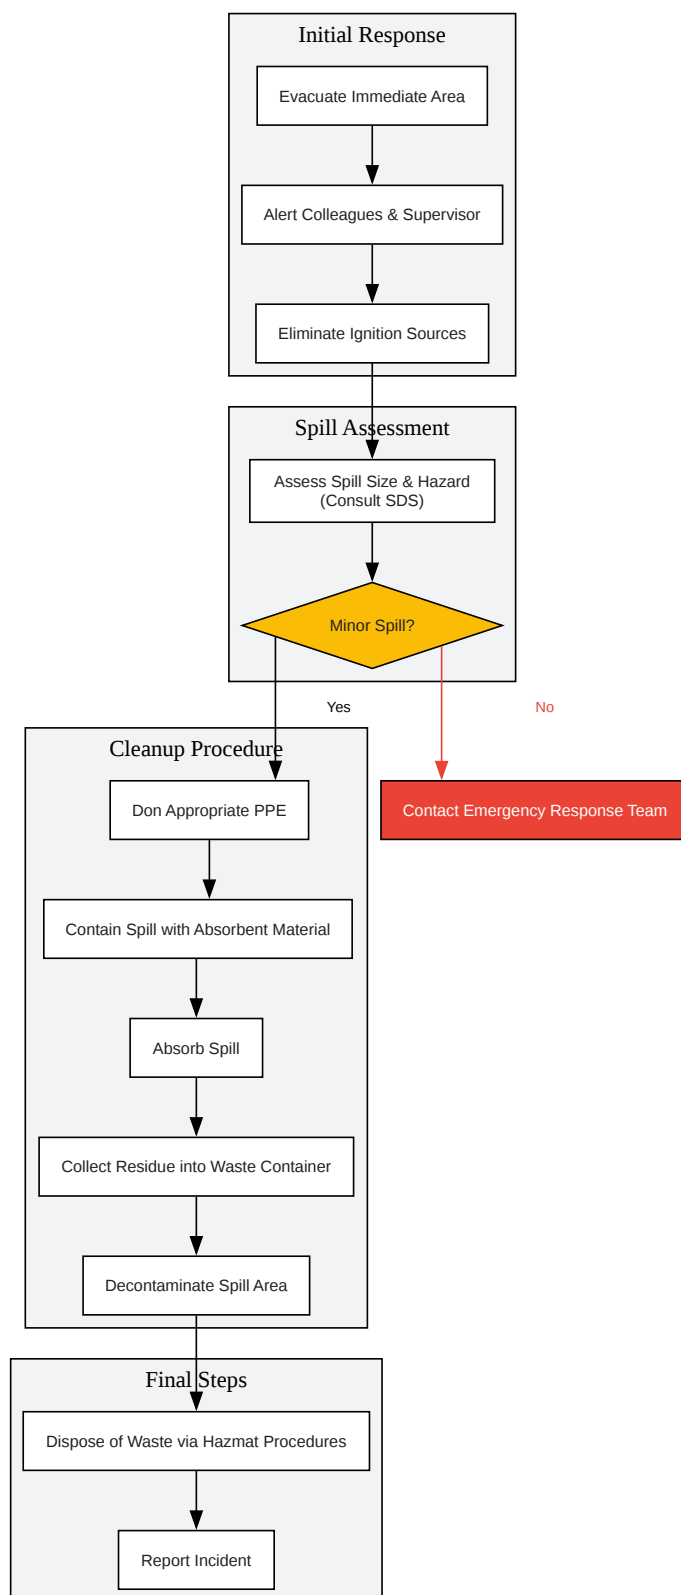 Initial Response
Evacuate Immediate Area
Alert Colleagues & Supervisor
Eliminate Ignition Sources
Spill Assessment
Assess Spill Size & Hazard
(Consult SDS)
Minor Spill?
Yes
No
Cleanup Procedure
Don Appropriate PPE
Contact Emergency Response Team
Contain Spill with Absorbent Material
Absorb Spill
Collect Residue into Waste Container
Decontaminate Spill Area
Final Steps
Dispose of Waste via Hazmat Procedures
Report Incident